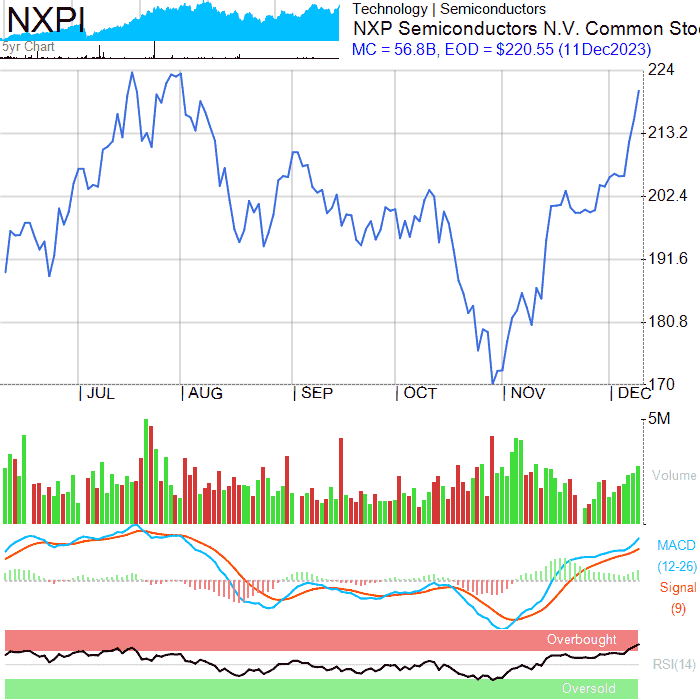 NXPI
5yr Chart
Technology | Semiconductors
NXP Semiconductors N.V. Common Sto
MC = 56.8B, EOD = $220.55 (11Dec2023)
224
213.2
202.4
191.6
180.8
170
JUL
AUG
SEP
OCT
NOV
DEC
5M
Volume
MACD
(12-26)
Signal
(9)
Overbought
RSI(14)
Oversold